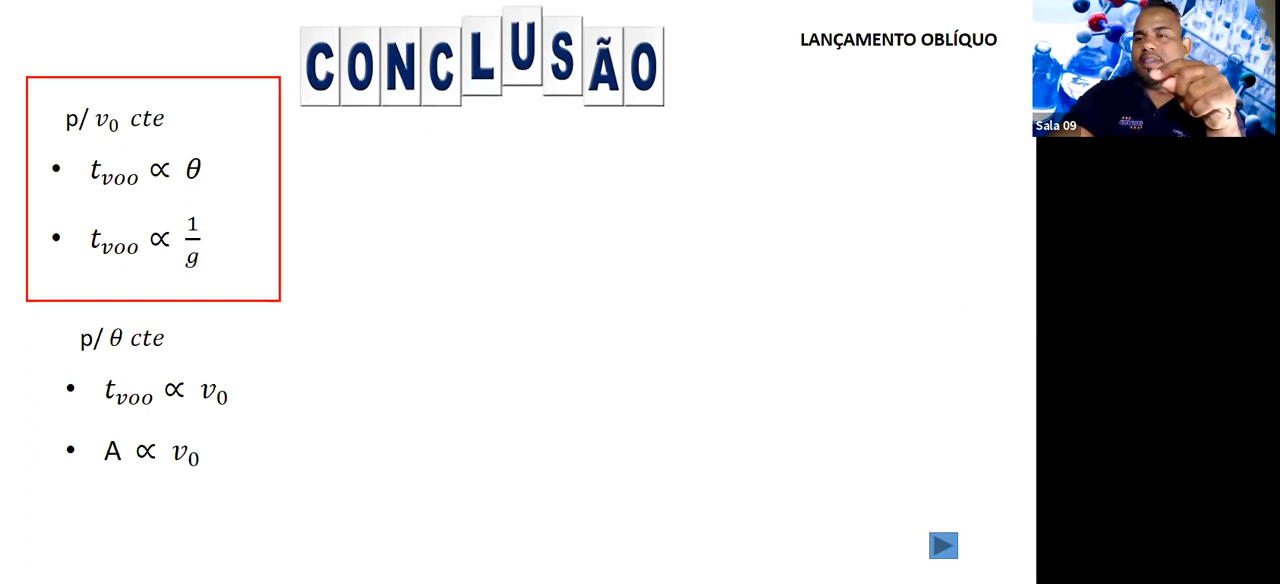 CONCLUSÃO
LANÇAMENTO OBLÍQUO
Sala 09
p/ v₀ cte
• t_voo ∝ θ
• t_voo ∝ 1/g
p/ θ cte
• t_voo ∝ v₀
• A ∝ v₀